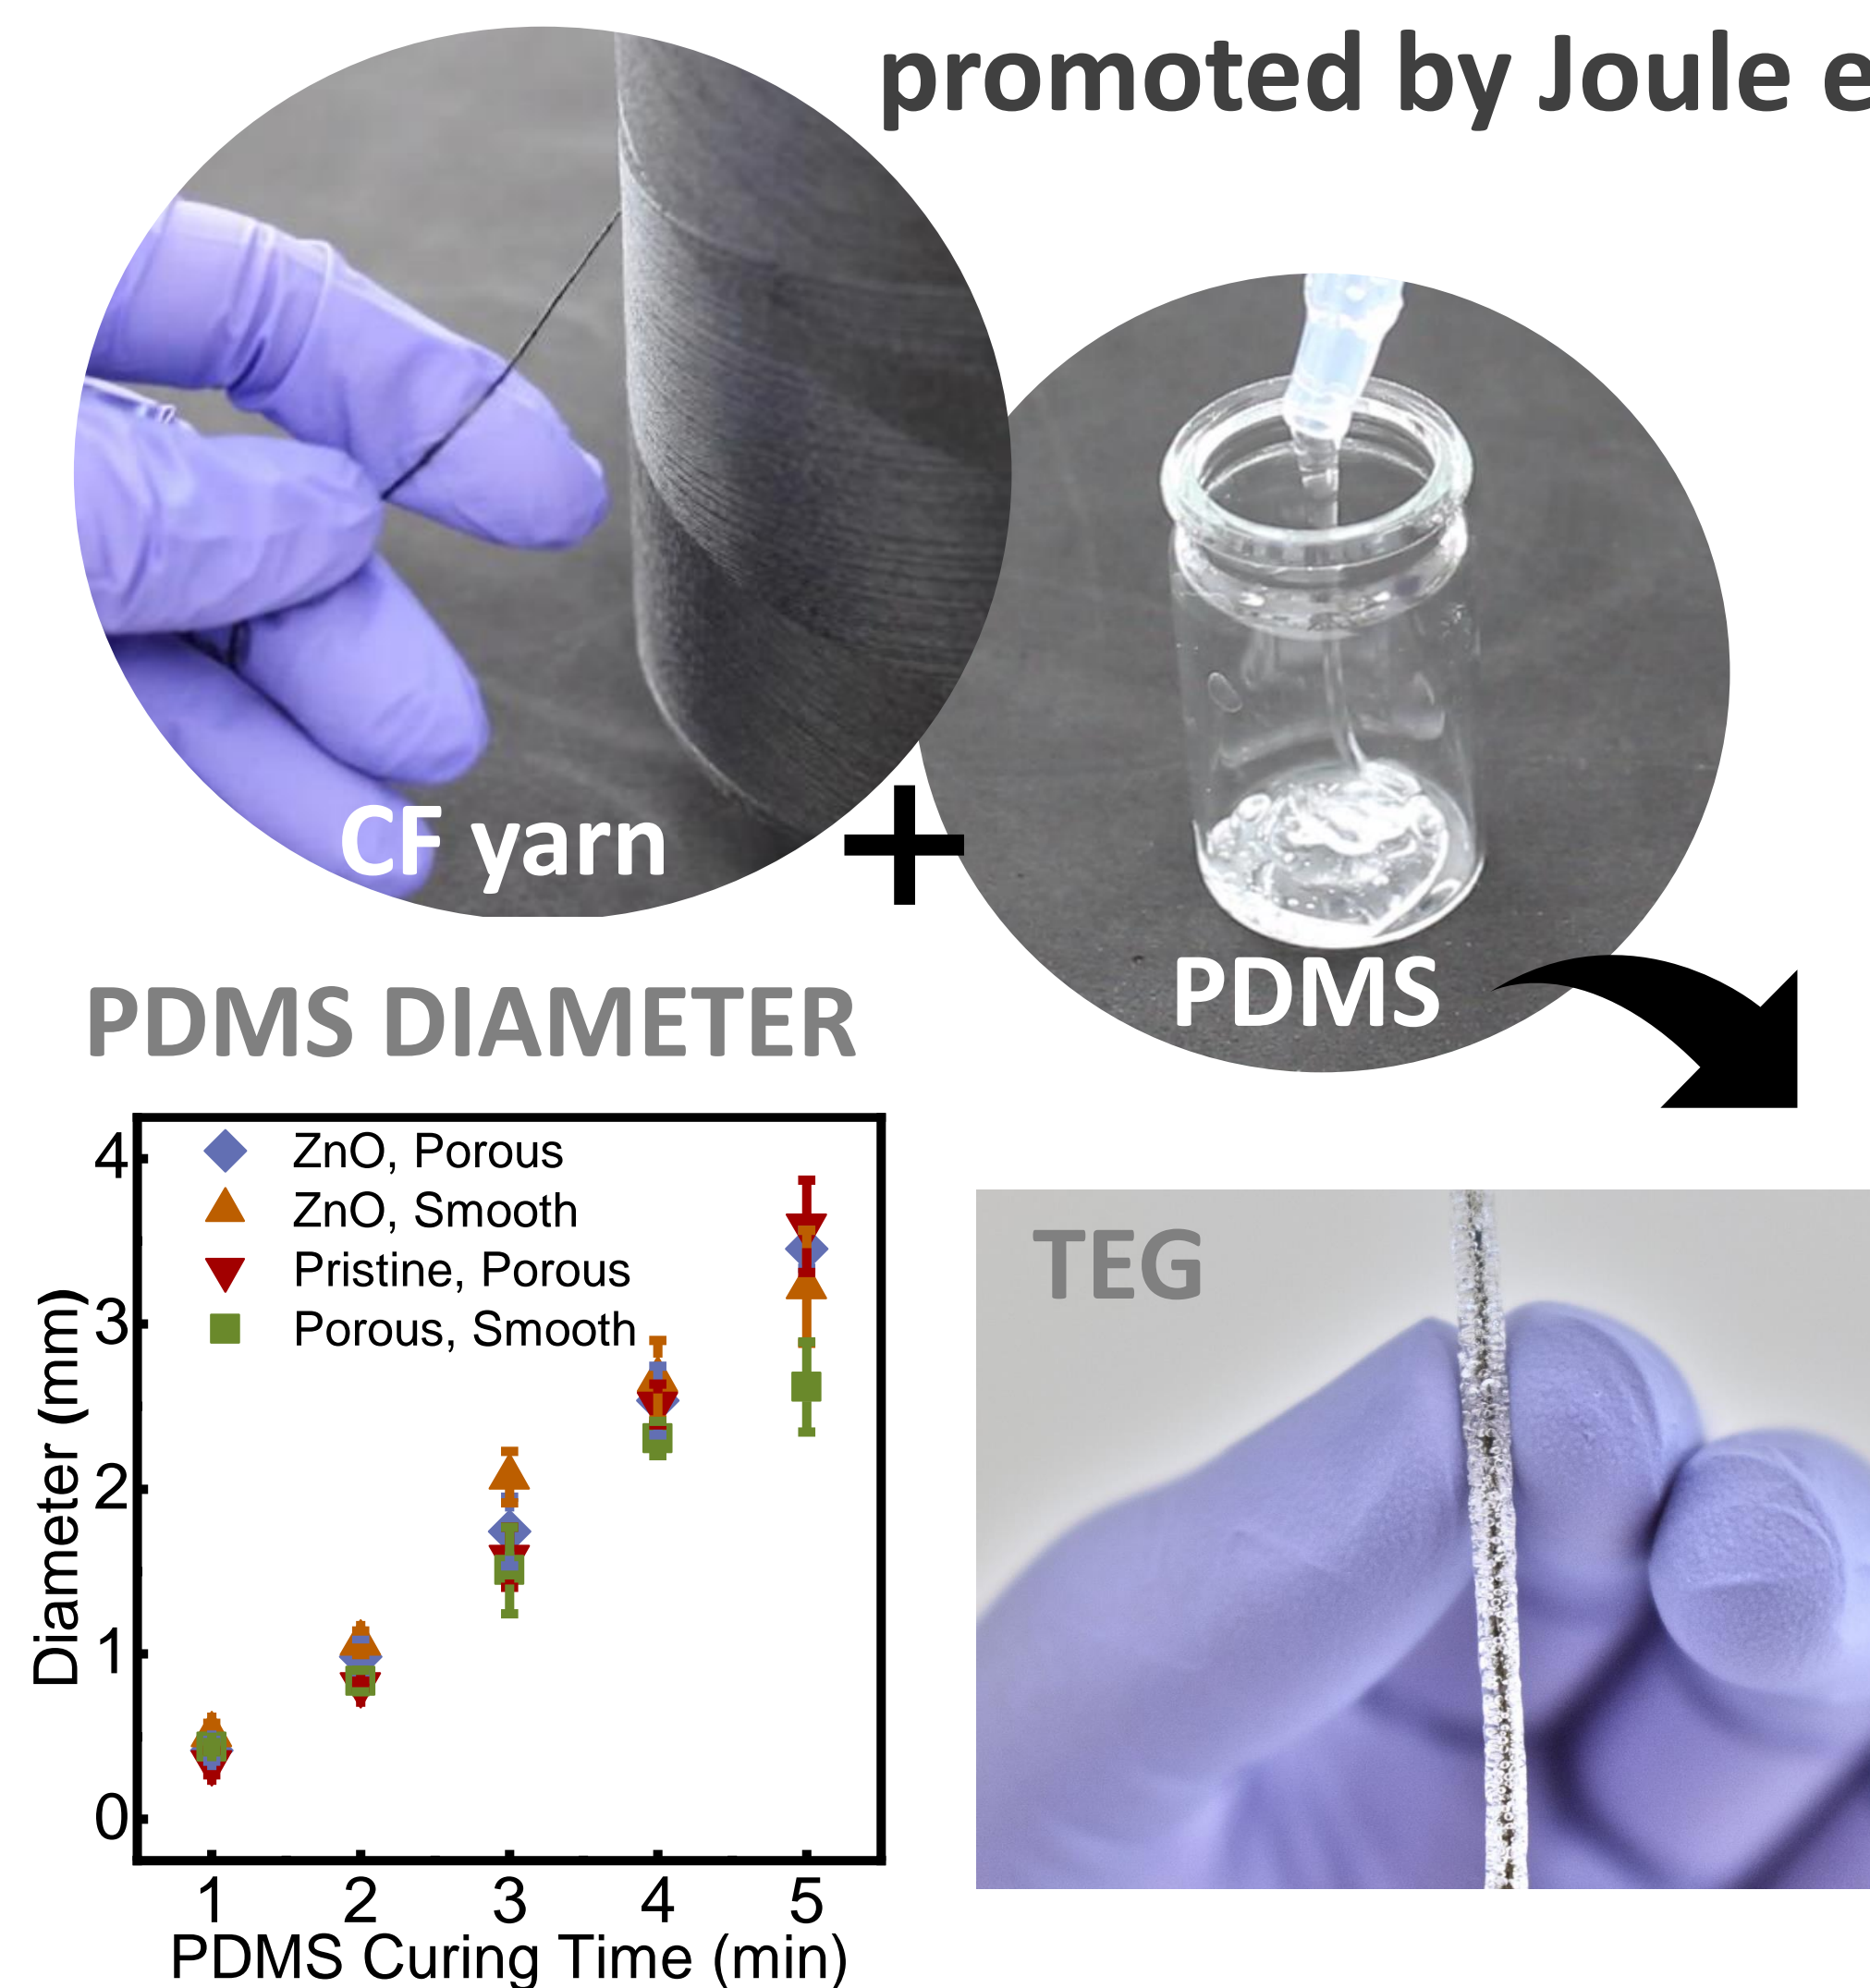 promoted by Joule e
CF yarn
+
PDMS
PDMS DIAMETER
ZnO, Porous
ZnO, Smooth
Pristine, Porous
Porous, Smooth
4
3
2
1
0
Diameter (mm)
1 2 3 4 5
PDMS Curing Time (min)
TEG